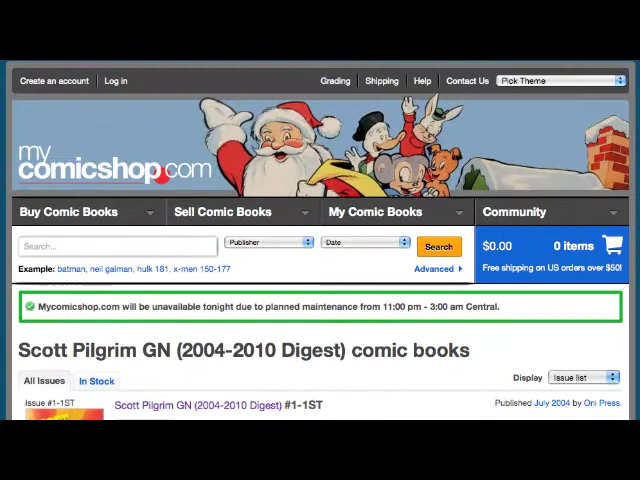 Create an account | Log in
Grading | Shipping | Help | Contact Us Pick Theme
my
comicshop.com
Buy Comic Books Sell Comic Books My Comic Books Community
Search... Publisher Date Search
$0.00 0 items
Example: batman, neil gaiman, hulk 181, x-men 150-177 Advanced
Free shipping on US orders over $50!
Mycomicshop.com will be unavailable tonight due to planned maintenance from 11:00 pm - 3:00 am Central.
Scott Pilgrim GN (2004-2010 Digest) comic books
All Issues In Stock Display Issue list
Issue #1-1ST
Scott Pilgrim GN (2004-2010 Digest) #1-1ST
Published July 2004 by Oni Press.